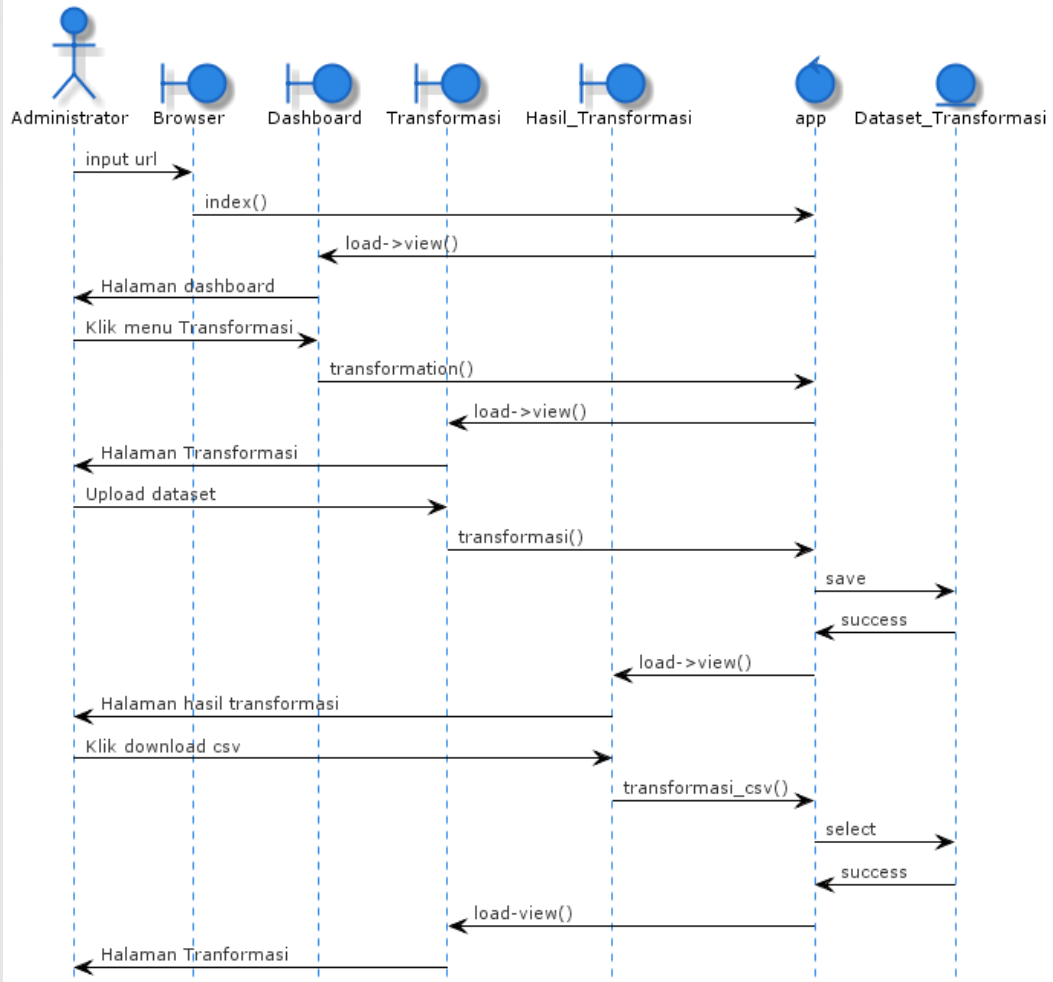 Administrator
Browser
Dashboard
Transformasi
Hasil_Transformasi
app
Dataset_Transformasi
input url
index()
load->view()
Halaman dashboard
Klik menu Transformasi
transformation()
load->view()
Halaman Transformasi
Upload dataset
transformasi()
save
success
load->view()
Halaman hasil transformasi
Klik download csv
transformasi_csv()
select
success
load-view()
Halaman Tranformasi